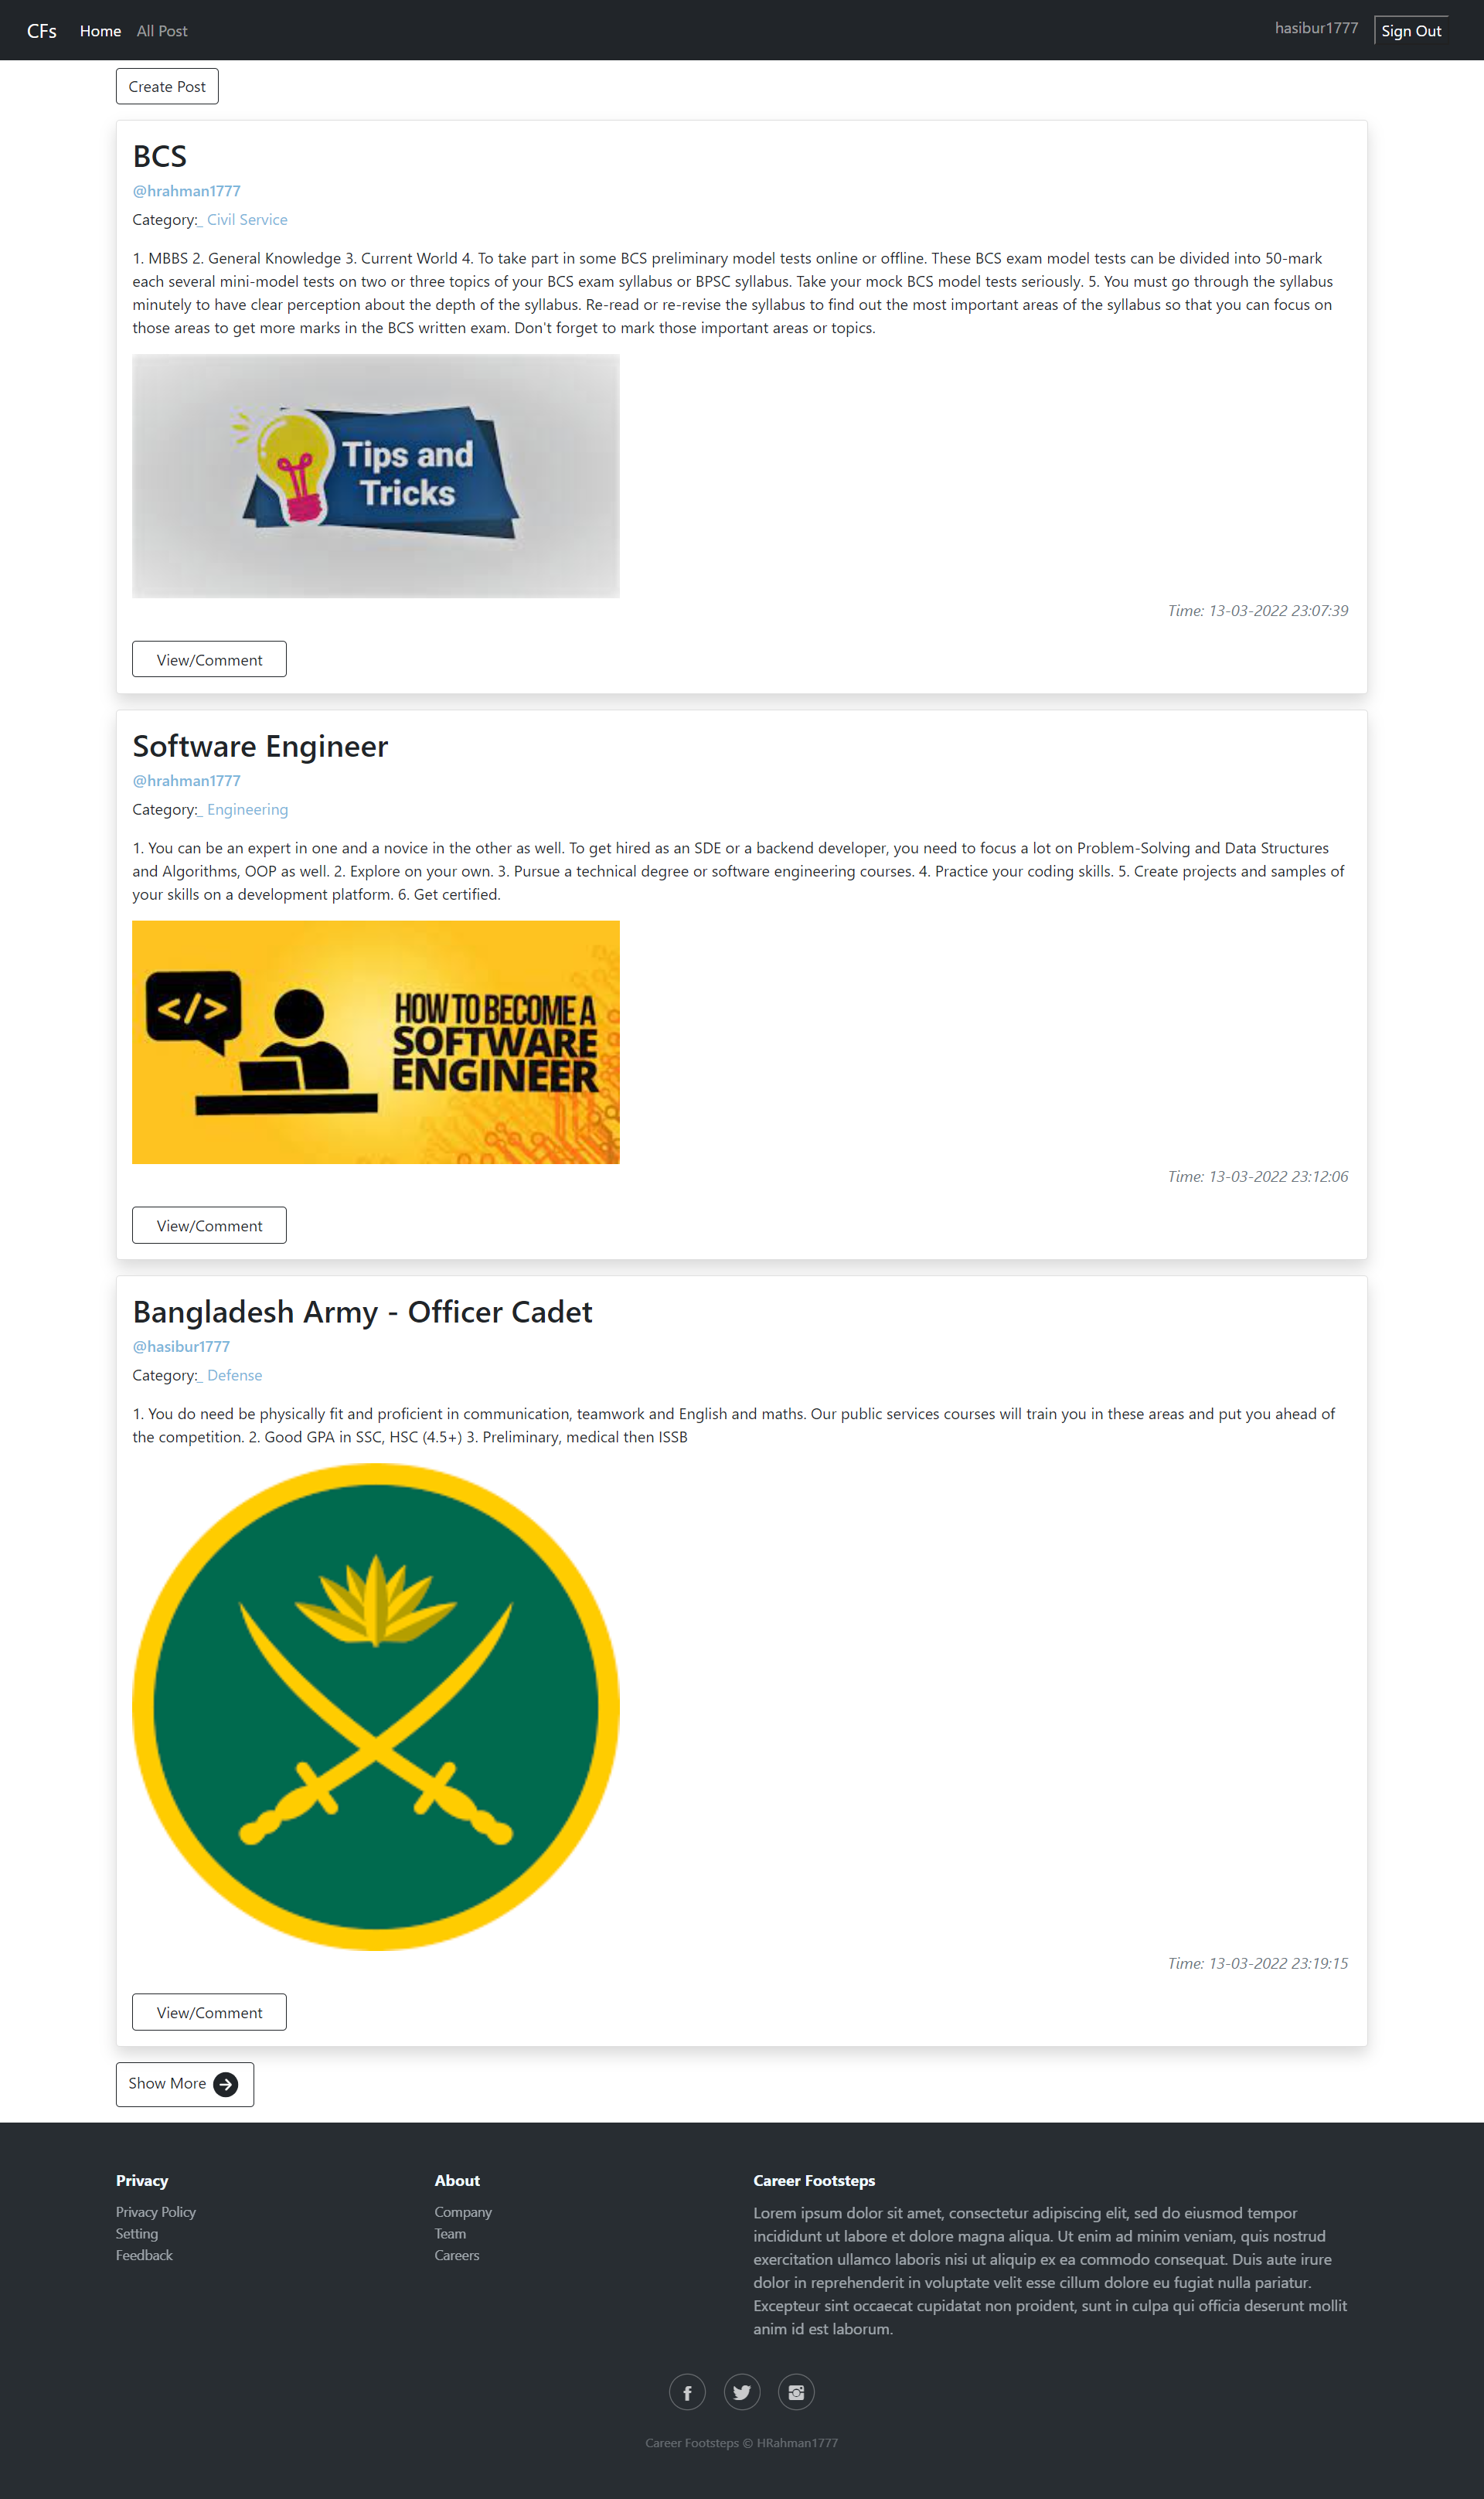 CFs Home All Post hasibur1777 Sign Out
Create Post
BCS
@hrahman1777
Category:_ Civil Service
1. MBBS 2. General Knowledge 3. Current World 4. To take part in some BCS preliminary model tests online or offline. These BCS exam model tests can be divided into 50-mark
each several mini-model tests on two or three topics of your BCS exam syllabus or BPSC syllabus. Take your mock BCS model tests seriously. 5. You must go through the syllabus
minutely to have clear perception about the depth of the syllabus. Re-read or re-revise the syllabus to find out the most important areas of the syllabus so that you can focus on
those areas to get more marks in the BCS written exam. Don't forget to mark those important areas or topics.
Tips and
Tricks
Time: 13-03-2022 23:07:39
View/Comment
Software Engineer
@hrahman1777
Category:_ Engineering
1. You can be an expert in one and a novice in the other as well. To get hired as an SDE or a backend developer, you need to focus a lot on Problem-Solving and Data Structures
and Algorithms, OOP as well. 2. Explore on your own. 3. Pursue a technical degree or software engineering courses. 4. Practice your coding skills. 5. Create projects and samples of
your skills on a development platform. 6. Get certified.
</>
HOW TO BECOME A
SOFTWARE
ENGINEER
Time: 13-03-2022 23:12:06
View/Comment
Bangladesh Army - Officer Cadet
@hasibur1777
Category:_ Defense
1. You do need be physically fit and proficient in communication, teamwork and English and maths. Our public services courses will train you in these areas and put you ahead of
the competition. 2. Good GPA in SSC, HSC (4.5+) 3. Preliminary, medical then ISSB
Time: 13-03-2022 23:19:15
View/Comment
Show More
Privacy
Privacy Policy
Setting
Feedback
About
Company
Team
Careers
Career Footsteps
Lorem ipsum dolor sit amet, consectetur adipiscing elit, sed do eiusmod tempor
incididunt ut labore et dolore magna aliqua. Ut enim ad minim veniam, quis nostrud
exercitation ullamco laboris nisi ut aliquip ex ea commodo consequat. Duis aute irure
dolor in reprehenderit in voluptate velit esse cillum dolore eu fugiat nulla pariatur.
Excepteur sint occaecat cupidatat non proident, sunt in culpa qui officia deserunt mollit
anim id est laborum.
Career Footsteps © HRahman1777